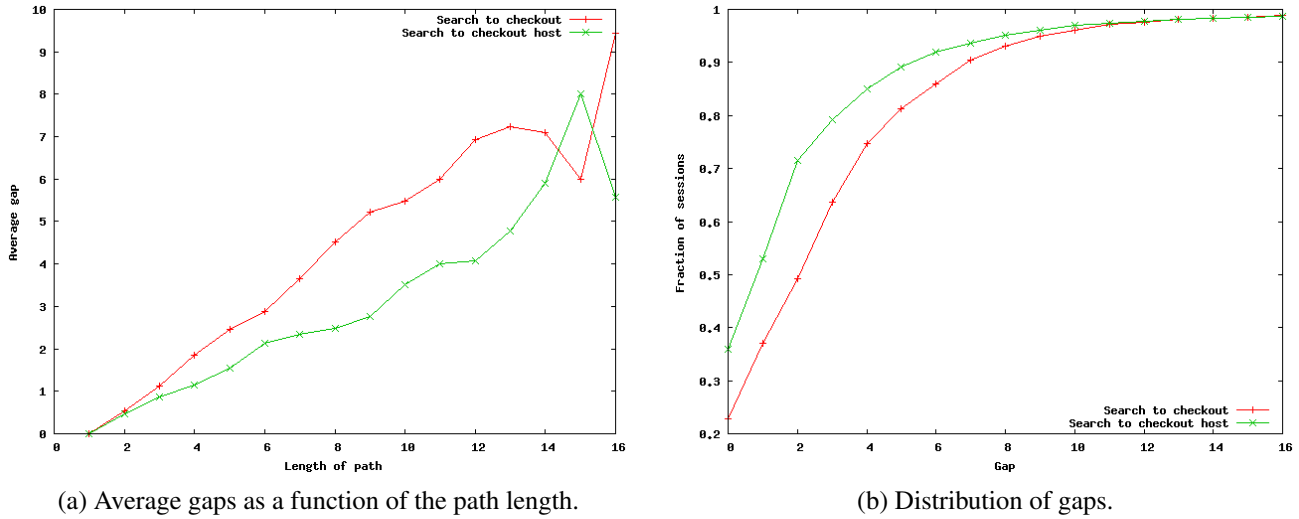 10
9
8
7
6
5
4
3
2
1
0
0 2 4 6 8 10 12 14 16
Average gap
Length of path
Search to checkout
Search to checkout host
(a) Average gaps as a function of the path length.
1
0.9
0.8
0.7
0.6
0.5
0.4
0.3
0.2
0 2 4 6 8 10 12 14 16
Fraction of sessions
Gap
Search to checkout
Search to checkout host
(b) Distribution of gaps.